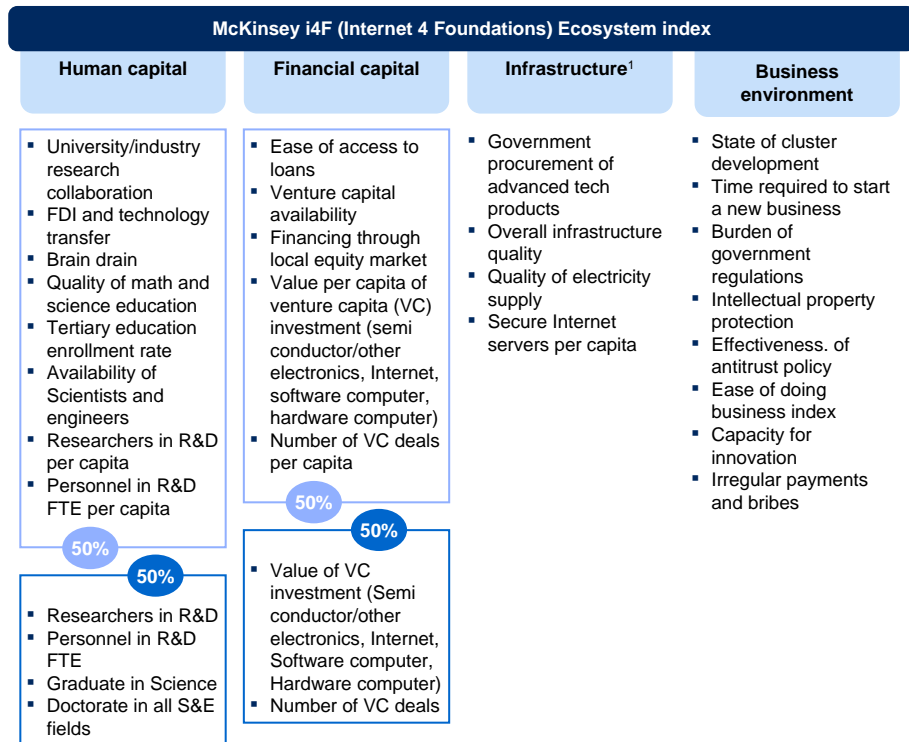 McKinsey i4F (Internet 4 Foundations) Ecosystem index
Human capital
▪ University/industry
research
collaboration
▪ FDI and technology
transfer
▪ Brain drain
▪ Quality of math and
science education
▪ Tertiary education
enrollment rate
▪ Availability of
Scientists and
engineers
▪ Researchers in R&D
per capita
▪ Personnel in R&D
FTE per capita
50%
50%
▪ Researchers in R&D
▪ Personnel in R&D
FTE
▪ Graduate in Science
▪ Doctorate in all S&E
fields
Financial capital
▪ Ease of access to
loans
▪ Venture capital
availability
▪ Financing through
local equity market
▪ Value per capita of
venture capita (VC)
investment (semi
conductor/other
electronics, Internet,
software computer,
hardware computer)
▪ Number of VC deals
per capita
50%
50%
▪ Value of VC
investment (Semi
conductor/other
electronics, Internet,
Software computer,
Hardware computer)
▪ Number of VC deals
Infrastructure¹
▪ Government
procurement of
advanced tech
products
▪ Overall infrastructure
quality
▪ Quality of electricity
supply
▪ Secure Internet
servers per capita
Business
environment
▪ State of cluster
development
▪ Time required to start
a new business
▪ Burden of
government
regulations
▪ Intellectual property
protection
▪ Effectiveness. of
antitrust policy
▪ Ease of doing
business index
▪ Capacity for
innovation
▪ Irregular payments
and bribes